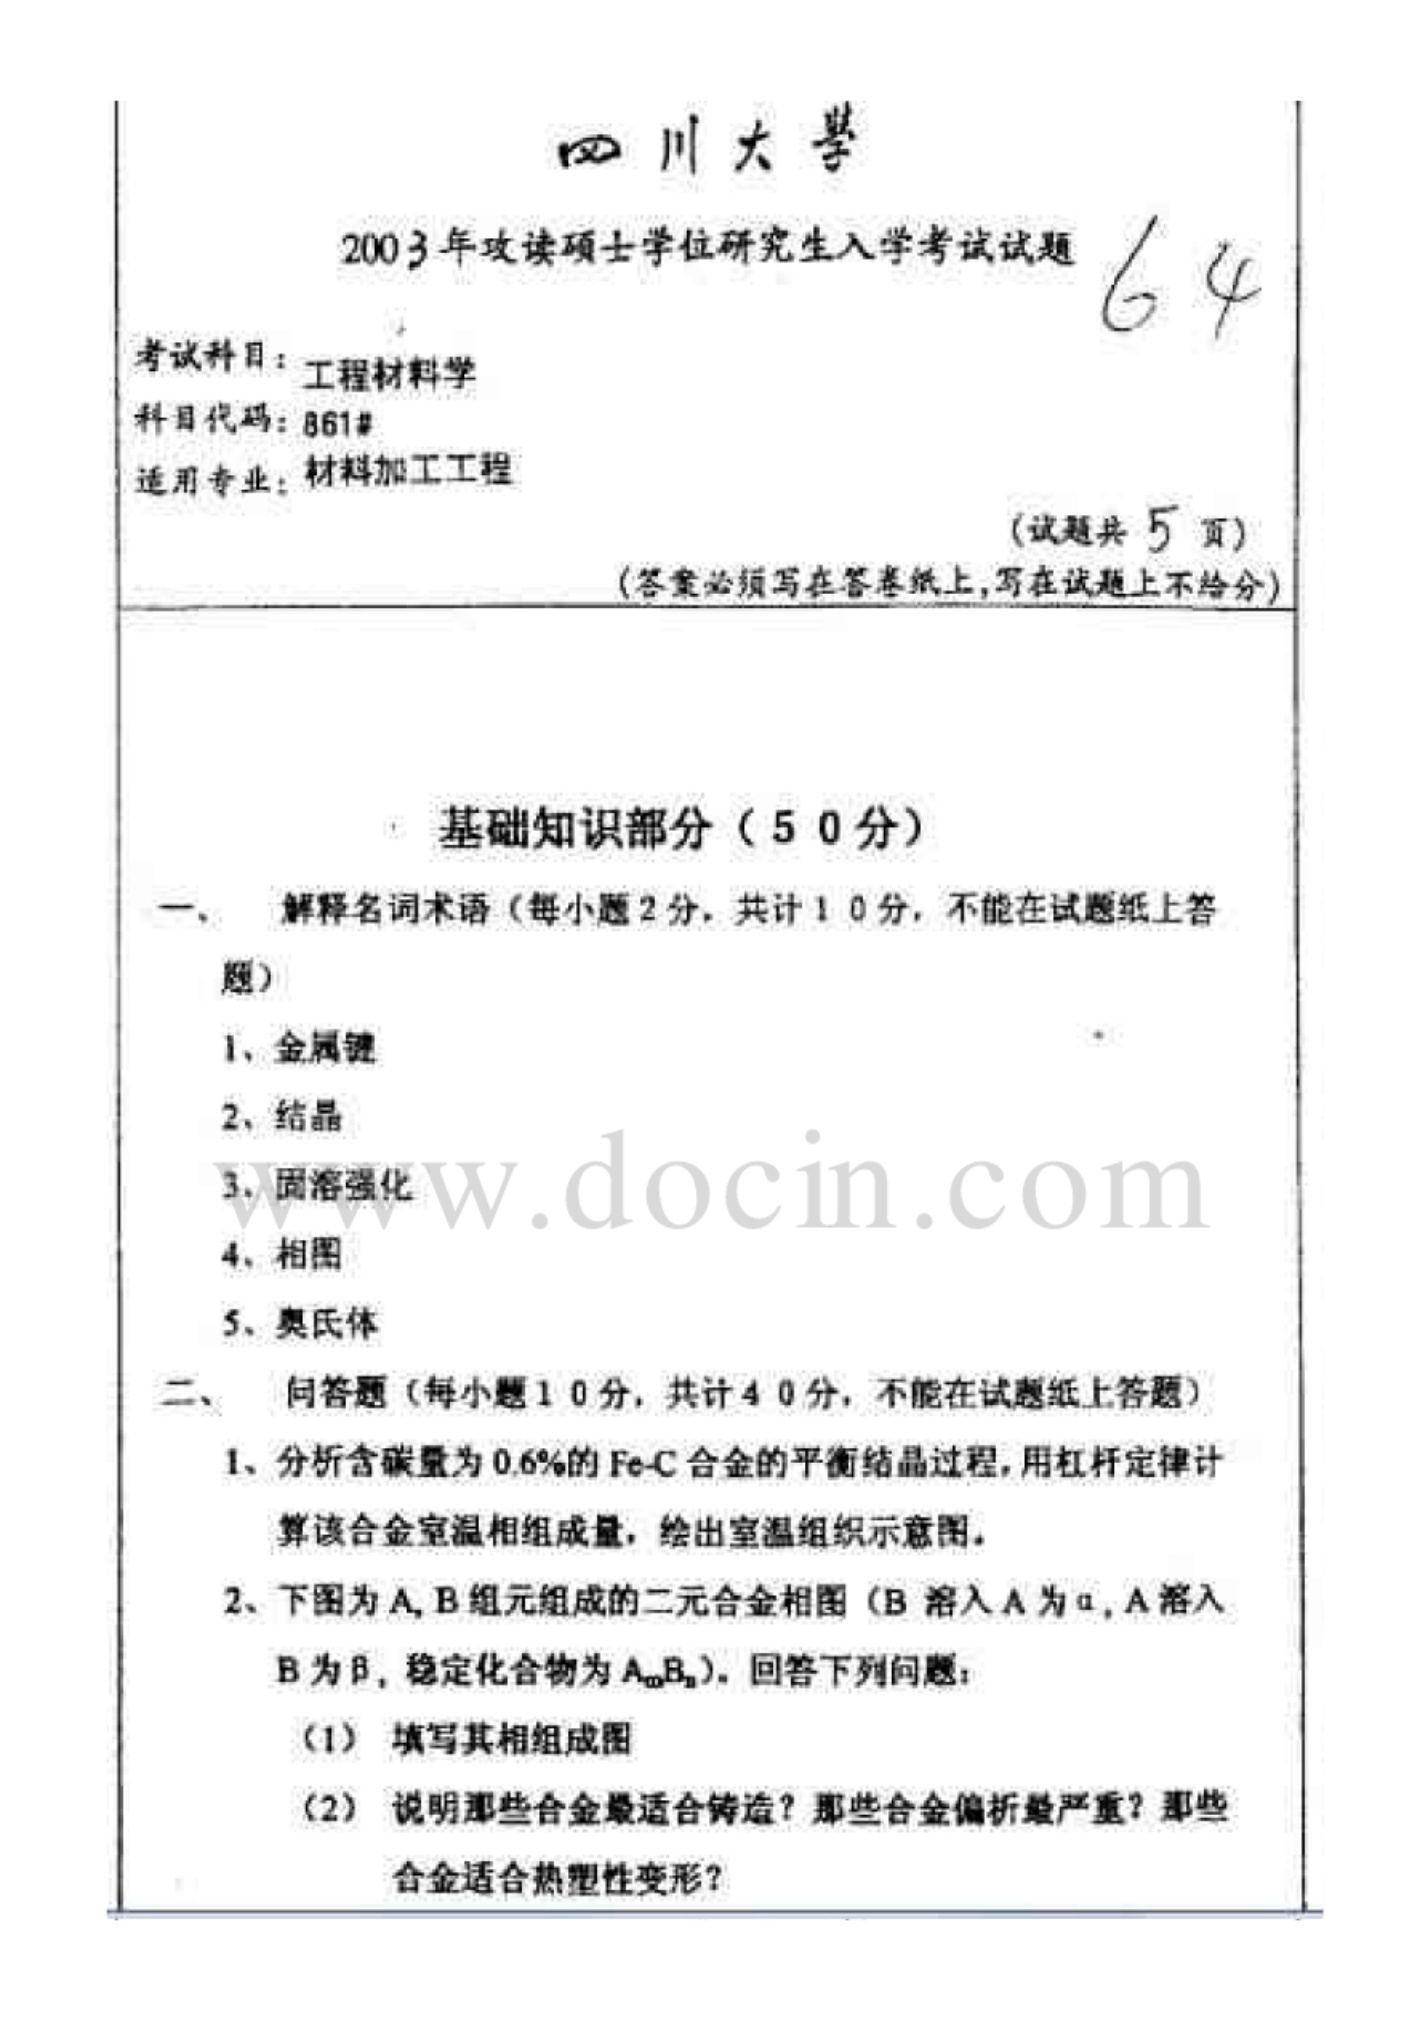 四川大學
2003年攻读硕士学位研究生入学考试试题
64
考试科目：工程材料学
科目代码：861#
适用专业：材料加工工程
（试题共 5 页）
（答案必须写在答卷纸上，写在试题上不给分）
基础知识部分（50分）
一、 解释名词术语（每小题2分，共计10分，不能在试题纸上答
题）
1、金属键
2、结晶
3、固溶强化
www.docin.com
4、相图
5、奥氏体
二、 问答题（每小题10分，共计40分，不能在试题纸上答题）
1、分析含碳量为0.6%的Fe-C合金的平衡结晶过程，用杠杆定律计
算该合金室温相组成量，绘出室温组织示意图。
2、下图为A, B组元组成的二元合金相图（B 溶入A为α, A溶入
B为β, 稳定化合物为AmBn）。回答下列问题：
（1） 填写其相组成图
（2） 说明那些合金最适合铸造？那些合金偏析最严重？那些
合金适合热塑性变形？